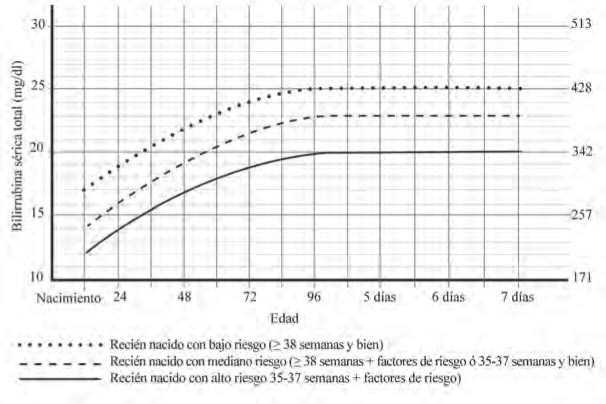 Bilirrubina sérica total (mg/dl)
30
25
20
15
10
513
428
342
257
171
Nacimiento 24 48 72 96 5 días 6 días 7 días
Edad
Recién nacido con bajo riesgo (≥ 38 semanas y bien)
Recién nacido con mediano riesgo (≥ 38 semanas + factores de riesgo ó 35-37 semanas y bien)
Recién nacido con alto riesgo 35-37 semanas + factores de riesgo)